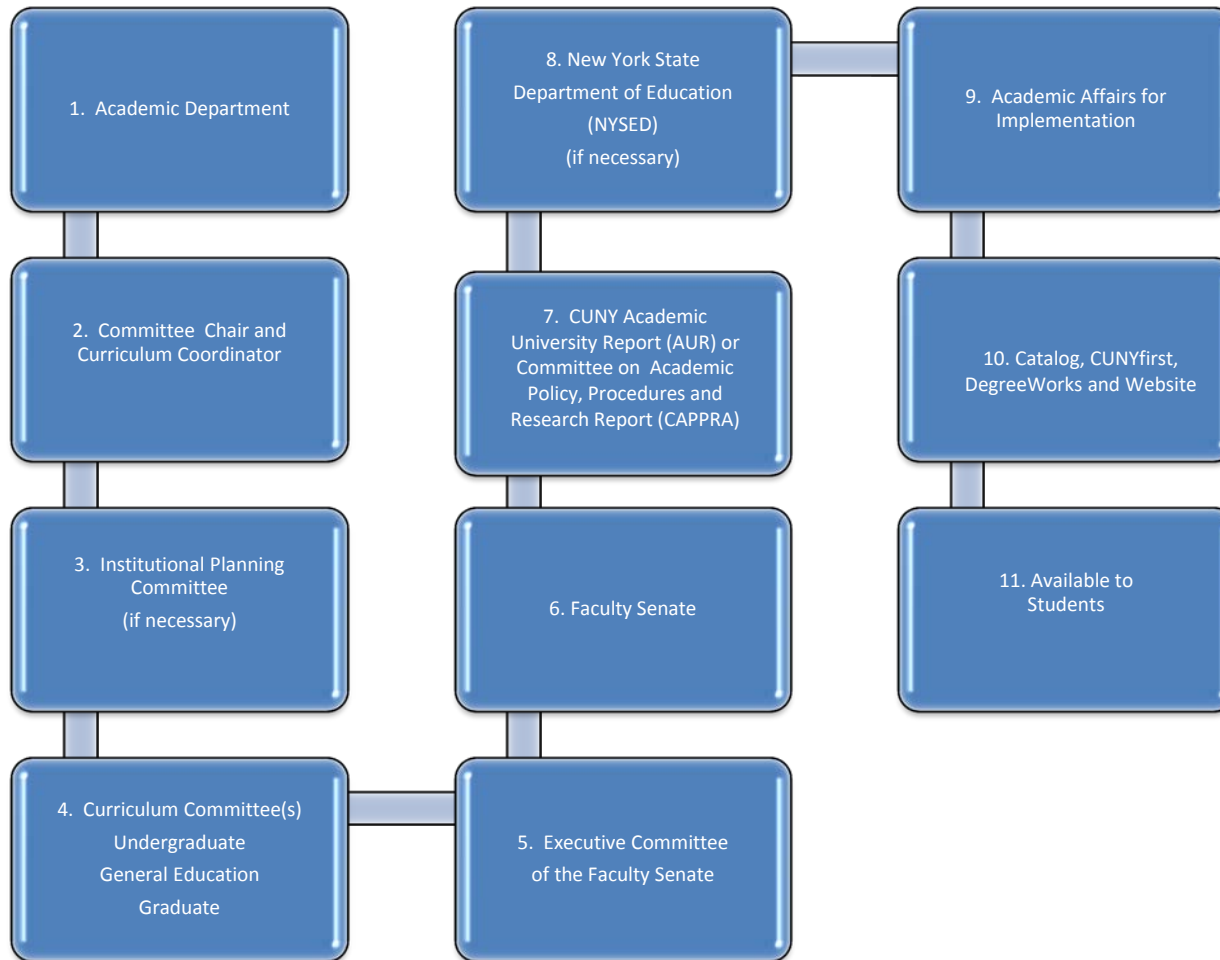 1. Academic Department
2. Committee Chair and
Curriculum Coordinator
3. Institutional Planning
Committee
(if necessary)
4. Curriculum Committee(s)
Undergraduate
General Education
Graduate
5. Executive Committee
of the Faculty Senate
6. Faculty Senate
7. CUNY Academic
University Report (AUR) or
Committee on Academic
Policy, Procedures and
Research Report (CAPPRA)
8. New York State
Department of Education
(NYSED)
(if necessary)
9. Academic Affairs for
Implementation
10. Catalog, CUNYfirst,
DegreeWorks and Website
11. Available to
Students